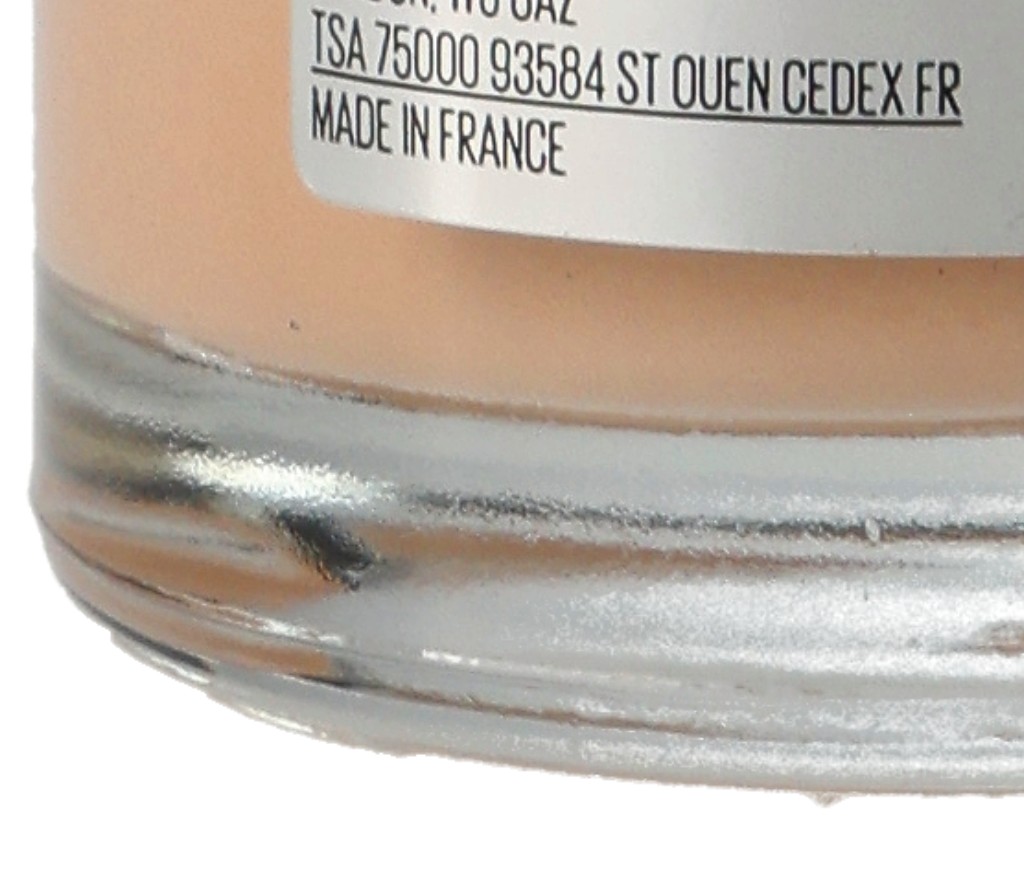 TSA 75000 93584 ST OUEN CEDEX FR
MADE IN FRANCE